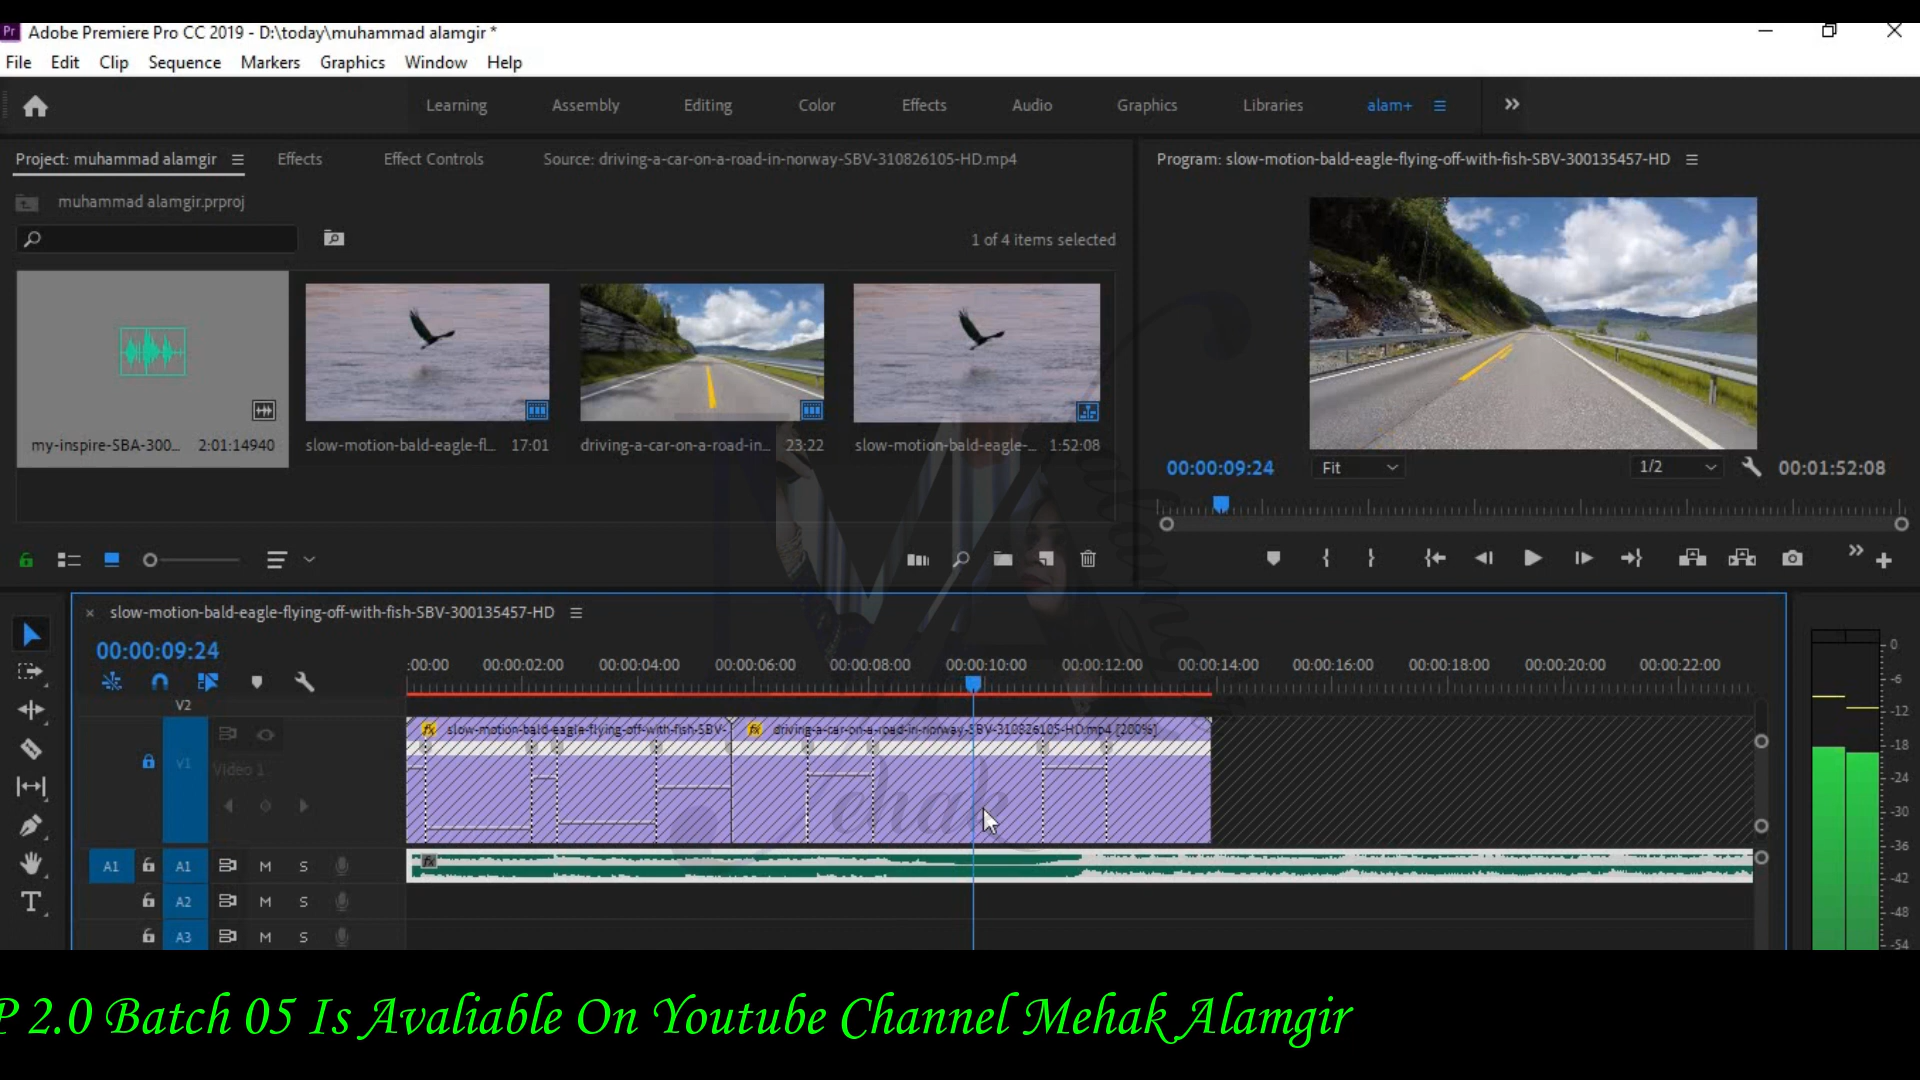 Pr Adobe Premiere Pro CC 2019 - D:\today\muhammad alamgir *
File Edit Clip Sequence Markers Graphics Window Help
Learning Assembly Editing Color Effects Audio Graphics Libraries alam+
Project: muhammad alamgir Effects Effect Controls Source: driving-a-car-on-a-road-in-norway-SBV-310826105-HD.mp4
Program: slow-motion-bald-eagle-flying-off-with-fish-SBV-300135457-HD
muhammad alamgir.prproj
1 of 4 items selected
my-inspire-SBA-300... 2:01:14940
slow-motion-bald-eagle-fl... 17:01
driving-a-car-on-a-road-in... 23:22
slow-motion-bald-eagle-... 1:52:08
00:00:09:24 Fit 1/2 00:01:52:08
slow-motion-bald-eagle-flying-off-with-fish-SBV-300135457-HD
00:00:09:24
:00:00 00:00:02:00 00:00:04:00 00:00:06:00 00:00:08:00 00:00:10:00 00:00:12:00 00:00:14:00 00:00:16:00 00:00:18:00 00:00:20:00 00:00:22:00
V2
fx slow-motion-bald-eagle-flying-off-with-fish-SBV-
fx driving-a-car-on-a-road-in-norway-SBV-310826105-HD.mp4 [200%]
V1 Video 1
A1 A1 M S fx
A2 M S
A3 M S
0
-6
-12
-18
-24
-30
-36
-42
-48
-54
Mehak
Alamgir
P 2.0 Batch 05 Is Avaliable On Youtube Channel Mehak Alamgir